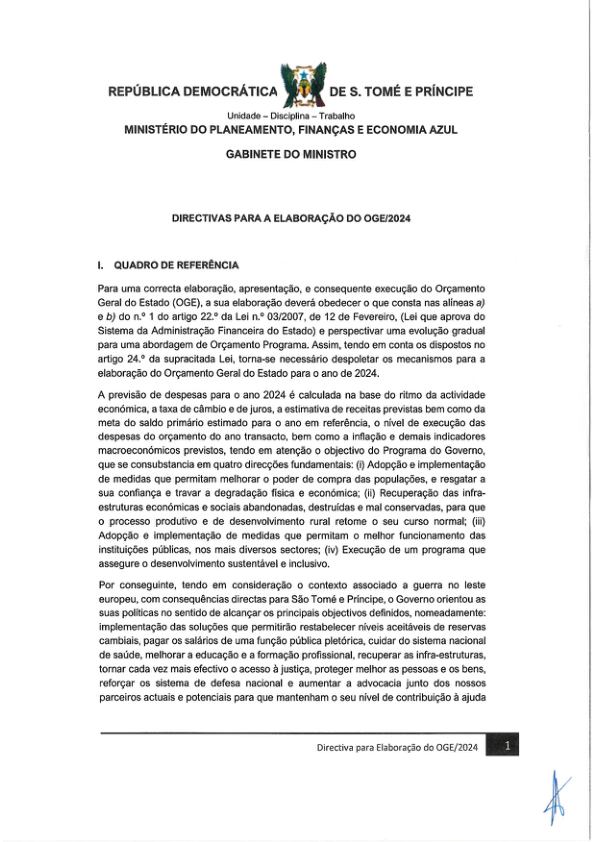 REPÚBLICA DEMOCRÁTICA DE S. TOMÉ E PRÍNCIPE
Unidade – Disciplina – Trabalho
MINISTÉRIO DO PLANEAMENTO, FINANÇAS E ECONOMIA AZUL
GABINETE DO MINISTRO
DIRECTIVAS PARA A ELABORAÇÃO DO OGE/2024
I. QUADRO DE REFERÊNCIA
Para uma correcta elaboração, apresentação, e consequente execução do Orçamento
Geral do Estado (OGE), a sua elaboração deverá obedecer o que consta nas alíneas a)
e b) do n.º 1 do artigo 22.º da Lei n.º 03/2007, de 12 de Fevereiro, (Lei que aprova do
Sistema da Administração Financeira do Estado) e perspectivar uma evolução gradual
para uma abordagem de Orçamento Programa. Assim, tendo em conta os dispostos no
artigo 24.º da supracitada Lei, torna-se necessário despoletar os mecanismos para a
elaboração do Orçamento Geral do Estado para o ano de 2024.
A previsão de despesas para o ano 2024 é calculada na base do ritmo da actividade
económica, a taxa de câmbio e de juros, a estimativa de receitas previstas bem como da
meta do saldo primário estimado para o ano em referência, o nível de execução das
despesas do orçamento do ano transacto, bem como a inflação e demais indicadores
macroeconómicos previstos, tendo em atenção o objectivo do Programa do Governo,
que se consubstancia em quatro direcções fundamentais: (i) Adopção e implementação
de medidas que permitam melhorar o poder de compra das populações, e resgatar a
sua confiança e travar a degradação física e económica; (ii) Recuperação das infra-
estruturas económicas e sociais abandonadas, destruídas e mal conservadas, para que
o processo produtivo e de desenvolvimento rural retome o seu curso normal; (iii)
Adopção e implementação de medidas que permitam o melhor funcionamento das
instituições públicas, nos mais diversos sectores; (iv) Execução de um programa que
assegure o desenvolvimento sustentável e inclusivo.
Por conseguinte, tendo em consideração o contexto associado a guerra no leste
europeu, com consequências directas para São Tomé e Príncipe, o Governo orientou as
suas políticas no sentido de alcançar os principais objectivos definidos, nomeadamente:
implementação das soluções que permitirão restabelecer níveis aceitáveis de reservas
cambiais, pagar os salários de uma função pública pletórica, cuidar do sistema nacional
de saúde, melhorar a educação e a formação profissional, recuperar as infra-estruturas,
tornar cada vez mais efectivo o acesso à justiça, proteger melhor as pessoas e os bens,
reforçar os sistema de defesa nacional e aumentar a advocacia junto dos nossos
parceiros actuais e potenciais para que mantenham o seu nível de contribuição à ajuda
Directiva para Elaboração do OGE/2024 1